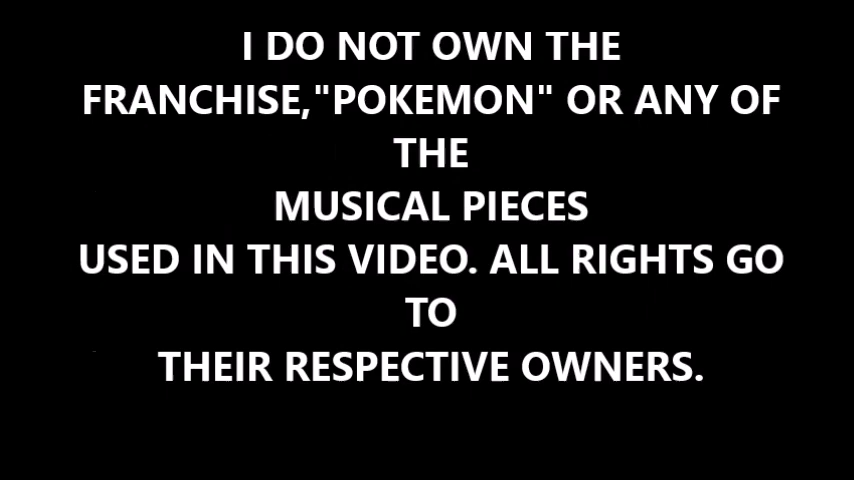 I DO NOT OWN THE
FRANCHISE,"POKEMON" OR ANY OF
THE
MUSICAL PIECES
USED IN THIS VIDEO. ALL RIGHTS GO
TO
THEIR RESPECTIVE OWNERS.